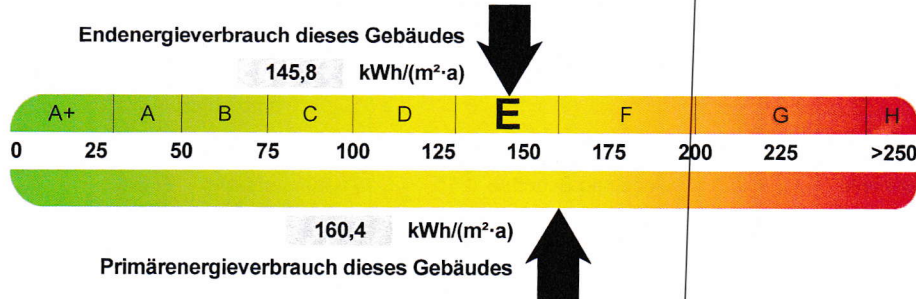 Endenergieverbrauch dieses Gebäudes
145,8 kWh/(m²·a)
A+ A B C D E F G H
0 25 50 75 100 125 150 175 200 225 >250
160,4 kWh/(m²·a)
Primärenergieverbrauch dieses Gebäudes